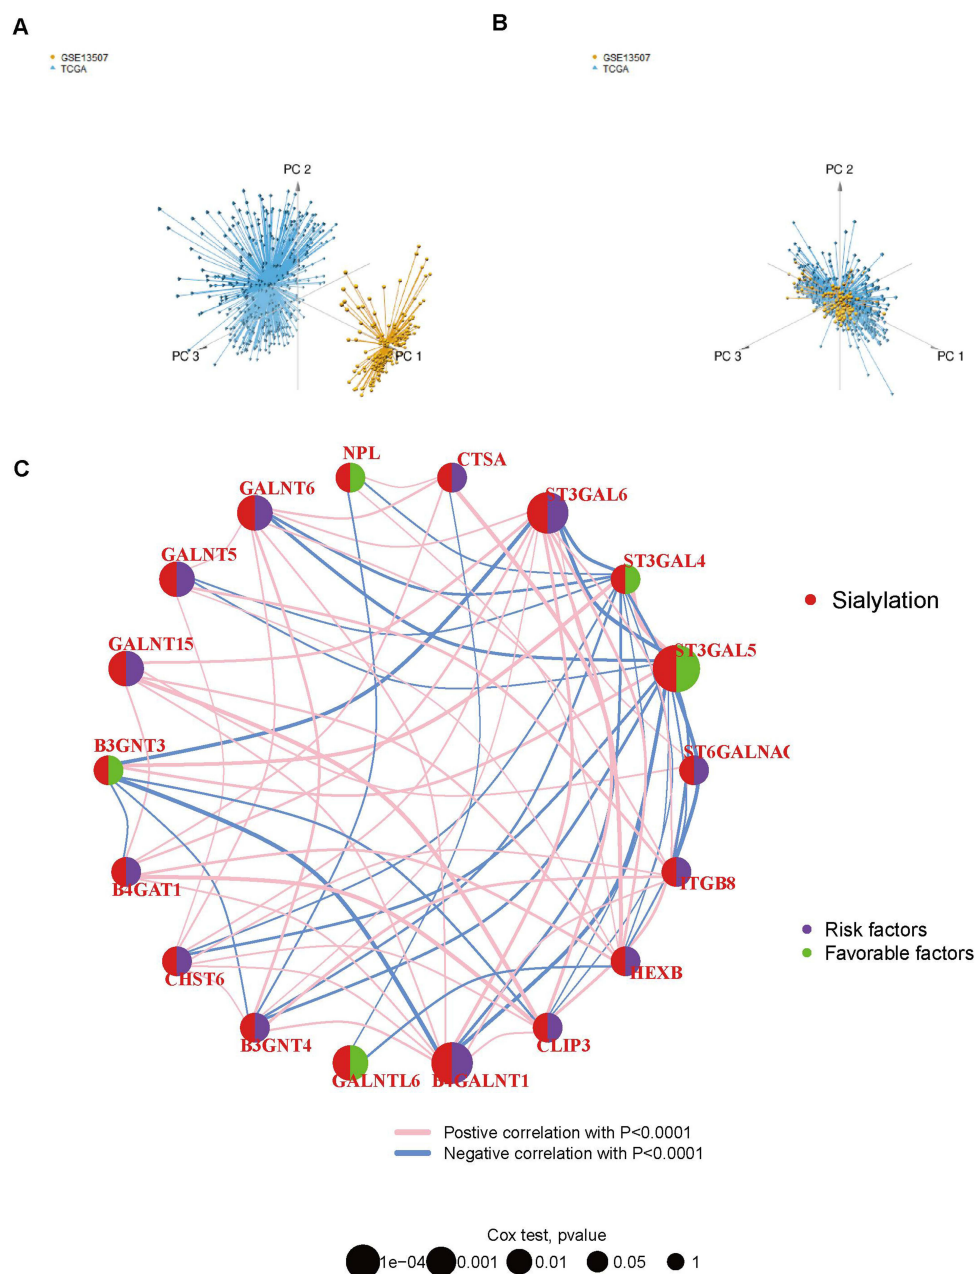 A
B
GSE13507
TCGA
GSE13507
TCGA
PC 2
PC 3
PC 1
PC 2
PC 3
PC 1
C
NPL
CTSA
GALNT6
ST3GAL6
GALNT5
ST3GAL4
Sialylation
GALNT15
ST3GAL5
B3GNT3
ST6GALNAC
B4GAT1
ITGB8
Risk factors
Favorable factors
CHST6
HEXB
B3GNT4
CLIP3
GALNTL6
B4GALNT1
Postive correlation with P<0.0001
Negative correlation with P<0.0001
Cox test, pvalue
1e−04 0.001 0.01 0.05 1